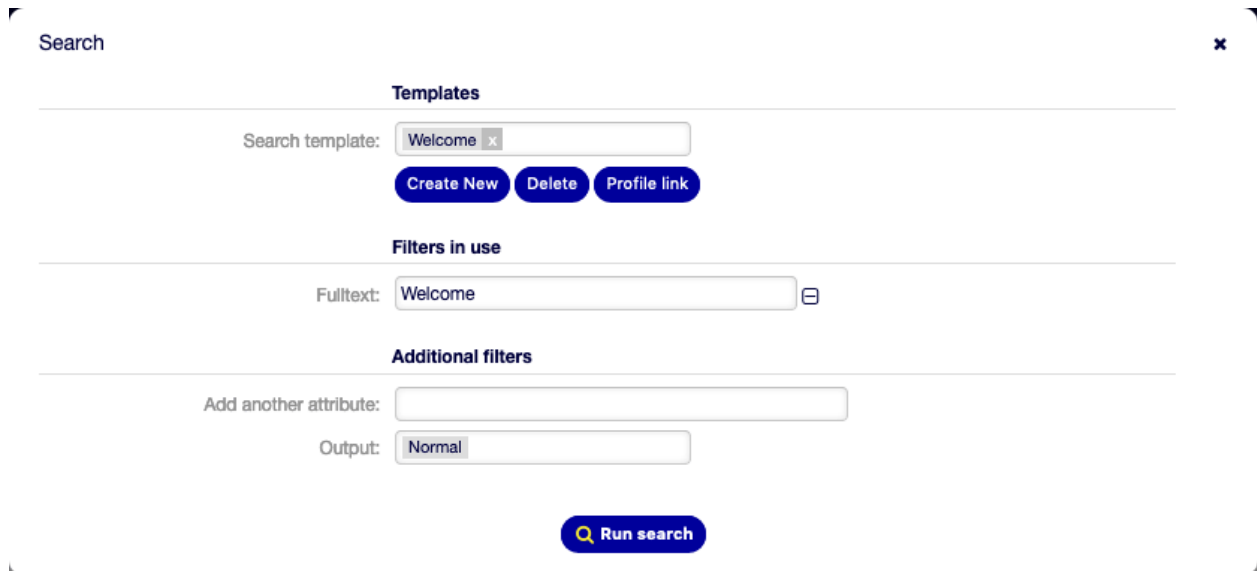 Search
Templates
Search template: Welcome x
Create New Delete Profile link
Filters in use
Fulltext: Welcome
Additional filters
Add another attribute:
Output: Normal
Run search